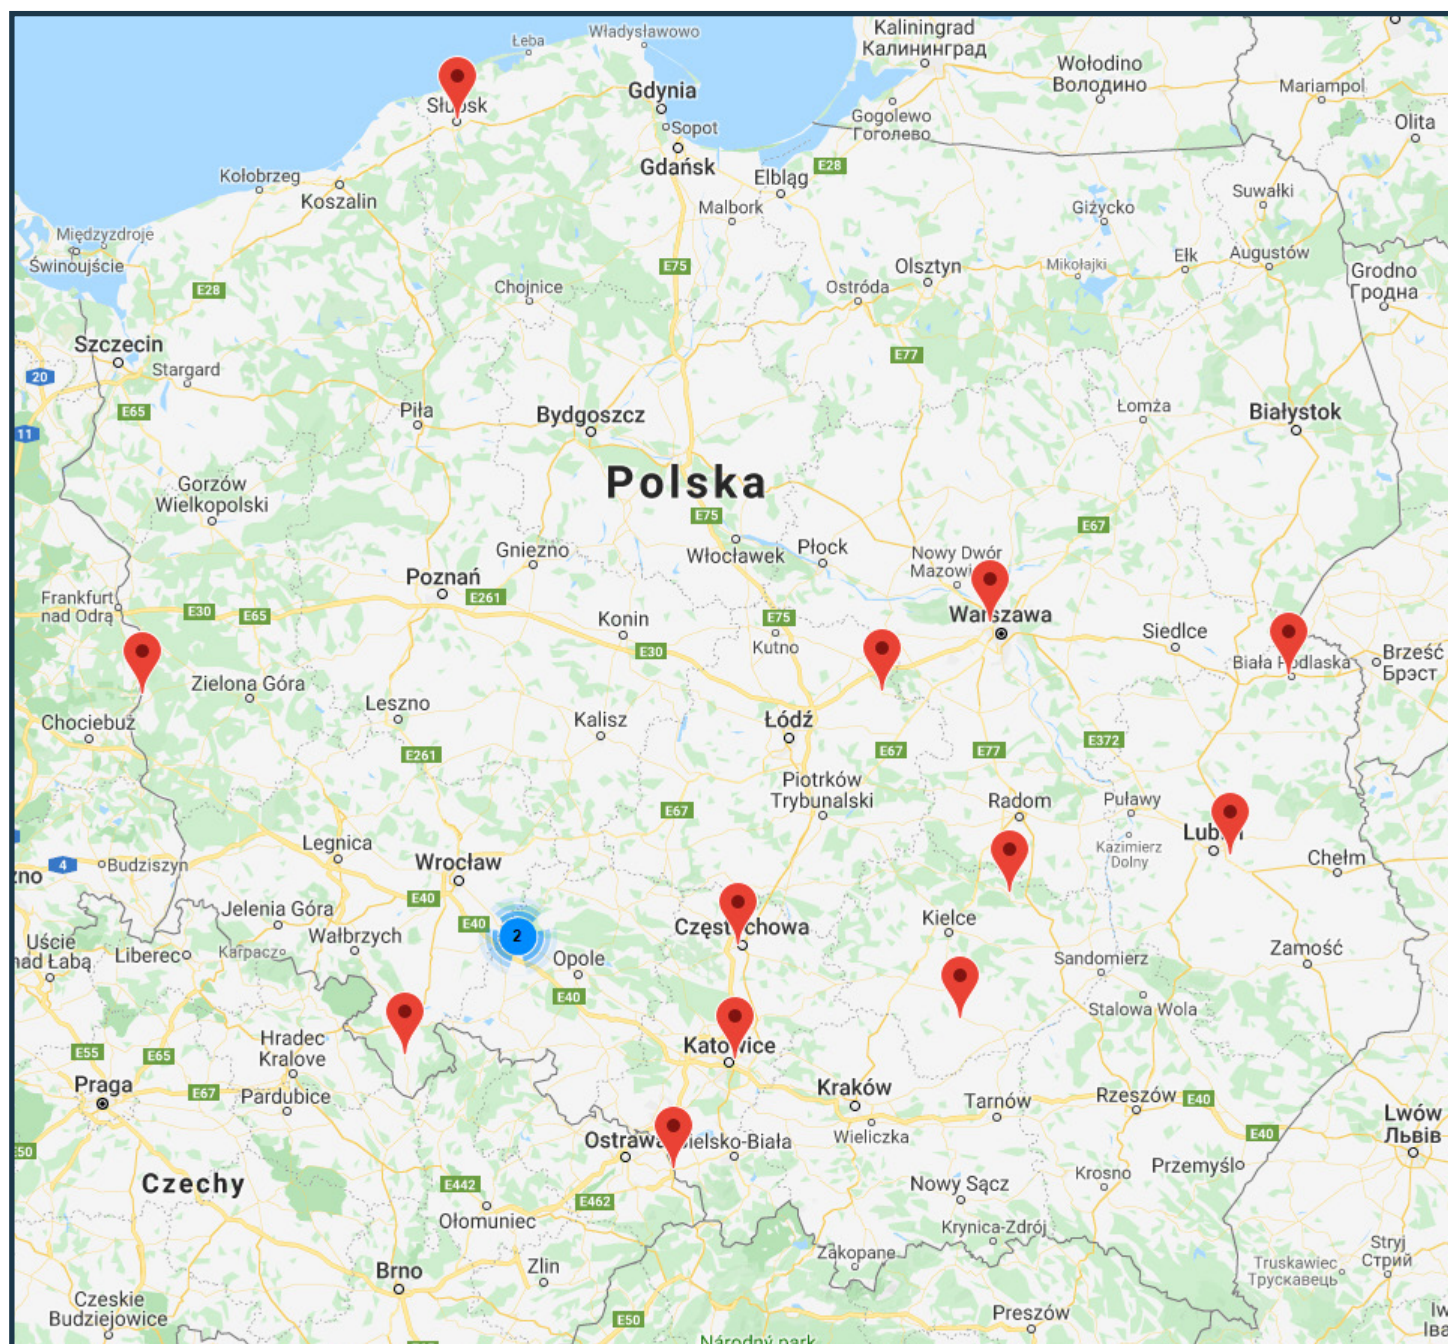 Łeba
Władysławowo
Kaliningrad
Калининград
Wołodino
Володино
Mariampol
Olita
Gdynia
Sopot
Gdańsk
Gogolewo
Гоголево
Elbląg
E28
Malbork
Kołobrzeg
Koszalin
Suwałki
Giżycko
Międzyzdroje
Świnoujście
E28
E75
Chojnice
Olsztyn
Ostróda
Mikołajki
Ełk
Augustów
Grodno
Гродна
Szczecin
Stargard
20
E65
11
E77
Piła
Bydgoszcz
Łomża
Białystok
Polska
Gorzów
Wielkopolski
E75
Włocławek
Płock
E67
Nowy Dwór
Gniezno
Poznań
E261
Frankfurt
nad Odrą
E30
E65
Konin
E30
E75
Kutno
Warszawa
Siedlce
Brześć
Брэст
Zielona Góra
Leszno
Kalisz
Łódź
Chociebuż
E261
E67
E77
E372
Piotrków
Trybunalski
Radom
Puławy
E67
Kazimierz
Dolny
Chełm
Legnica
Wrocław
4
Budziszyn
E40
Jelenia Góra
E40
Wałbrzych
2
Kielce
Uście
nad Łabą
Liberec
Karpacz
Opole
E40
Sandomierz
Zamość
Stalowa Wola
Hradec
Kralove
E55
E65
Praga
E67
Pardubice
Kraków
Wieliczka
Tarnów
Rzeszów
E40
E40
Lwów
Львів
E50
Ostrawa
Przemyśl
Krosno
Czechy
E442
E462
Ołomuniec
Nowy Sącz
Krynica-Zdrój
Zakopane
Zlin
Brno
Truskawiec
Трускавець
Stryj
Стрий
Czeskie
Budziejowice
E50
Preszów
Národný park